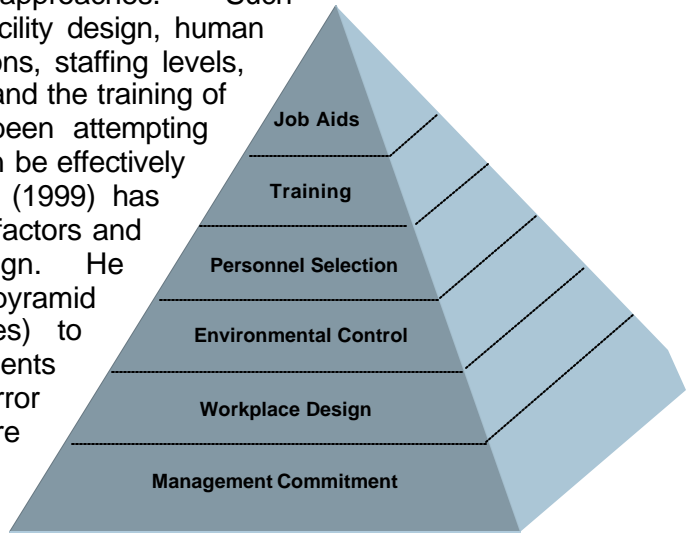 approaches. Such
cility design, human
ons, staffing levels,
and the training of
been attempting
n be effectively
(1999) has
factors and
ign. He
pyramid
es) to
ents
rror
re
Job Aids
Training
Personnel Selection
Environmental Control
Workplace Design
Management Commitment